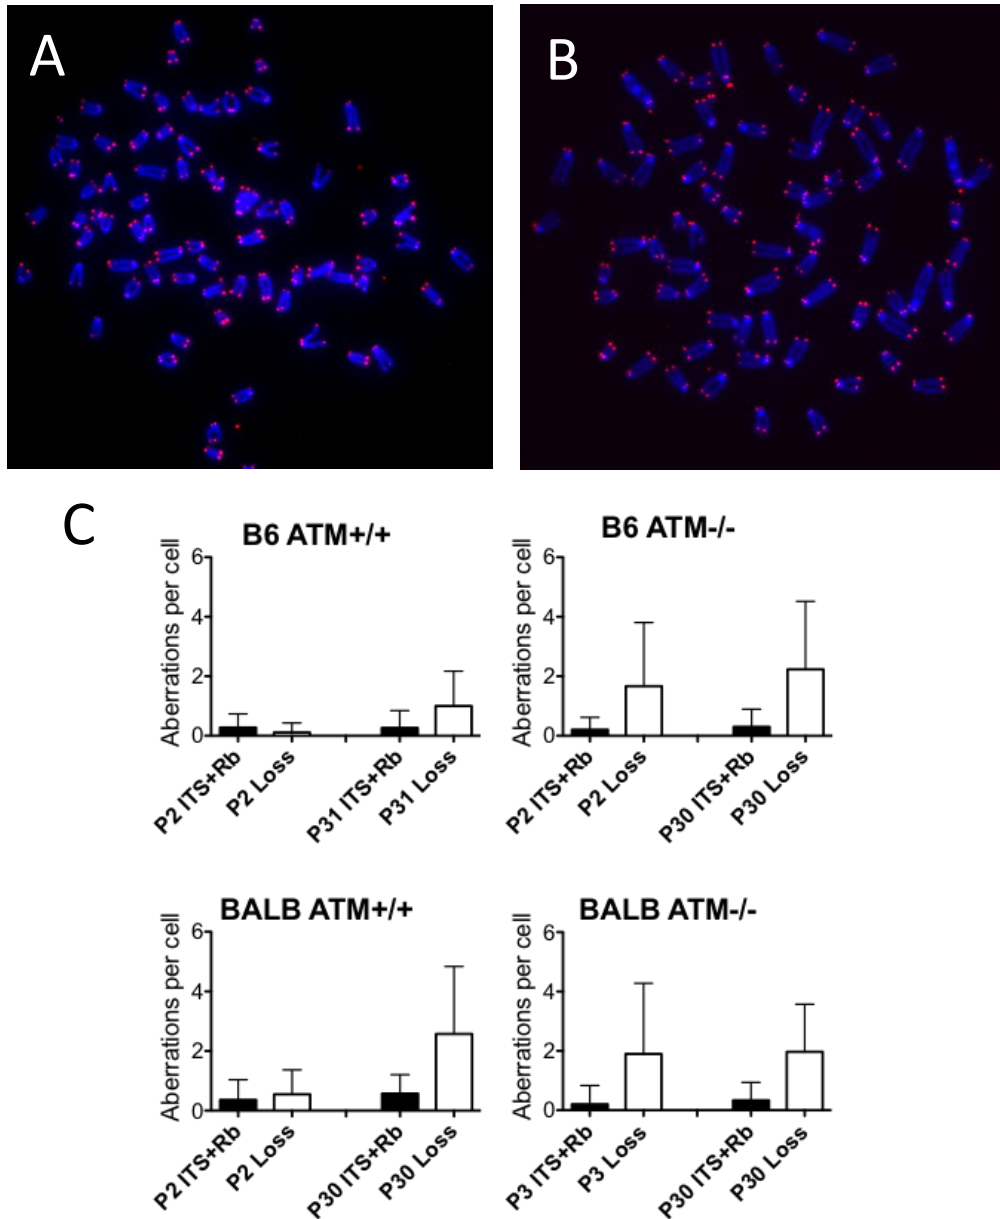 A
B
C
B6 ATM+/+
Aberrations per cell
6
4
2
0
P2 ITS+Rb
P2 Loss
P31 ITS+Rb
P31 Loss
B6 ATM-/-
Aberrations per cell
6
4
2
0
P2 ITS+Rb
P2 Loss
P30 ITS+Rb
P30 Loss
BALB ATM+/+
Aberrations per cell
6
4
2
0
P2 ITS+Rb
P2 Loss
P30 ITS+Rb
P30 Loss
BALB ATM-/-
Aberrations per cell
6
4
2
0
P3 ITS+Rb
P3 Loss
P30 ITS+Rb
P30 Loss